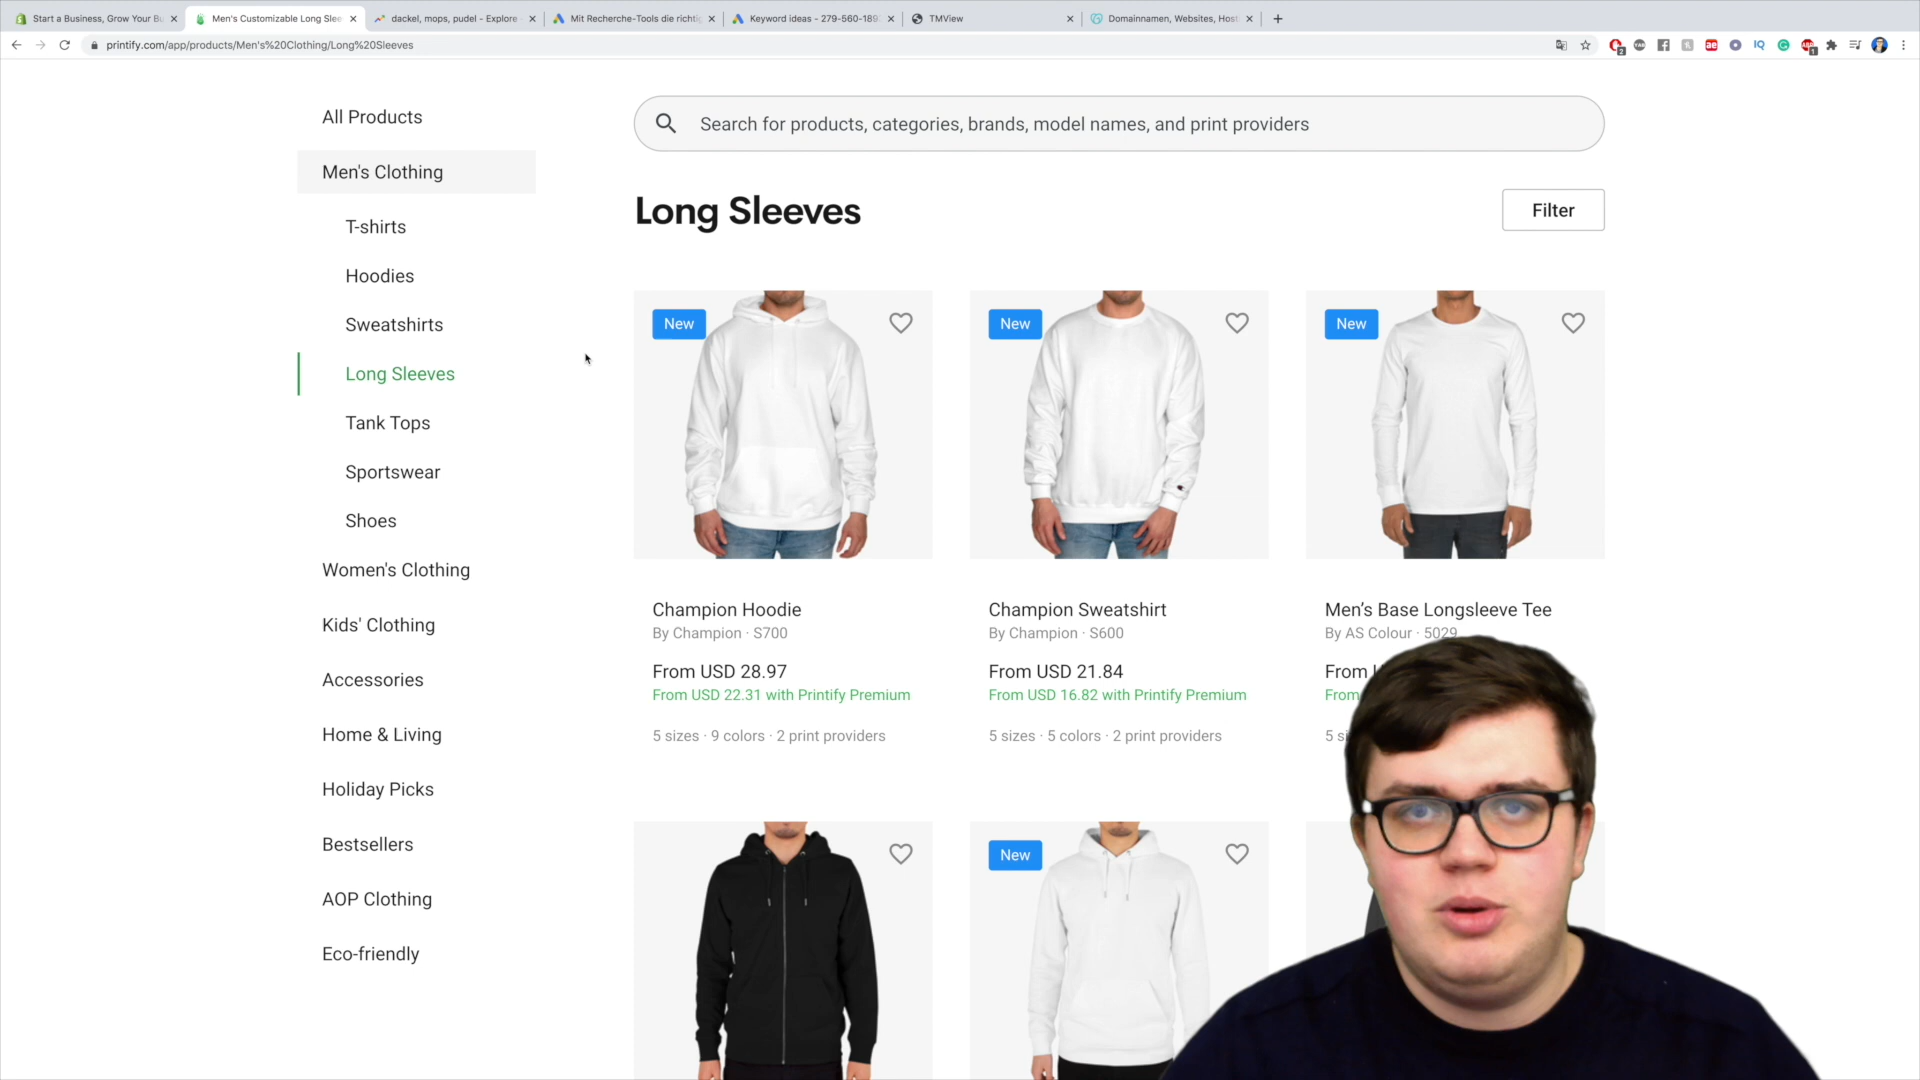 Start a Business, Grow Your Bu
Men's Customizable Long Slee
dackel, mops, pudel - Explore
Mit Recherche-Tools die richtig
Keyword ideas - 279-560-189
TMView
Domainnamen, Websites, Host
printify.com/app/products/Men's%20Clothing/Long%20Sleeves
All Products
Search for products, categories, brands, model names, and print providers
Men's Clothing
Long Sleeves
Filter
T-shirts
Hoodies
Sweatshirts
Long Sleeves
Tank Tops
Sportswear
Shoes
Women's Clothing
Kids' Clothing
Accessories
Home & Living
Holiday Picks
Bestsellers
AOP Clothing
Eco-friendly
New
New
New
Champion Hoodie
By Champion · S700
From USD 28.97
From USD 22.31 with Printify Premium
5 sizes · 9 colors · 2 print providers
Champion Sweatshirt
By Champion · S600
From USD 21.84
From USD 16.82 with Printify Premium
5 sizes · 5 colors · 2 print providers
Men’s Base Longsleeve Tee
By AS Colour · 5029
From
From
5
New